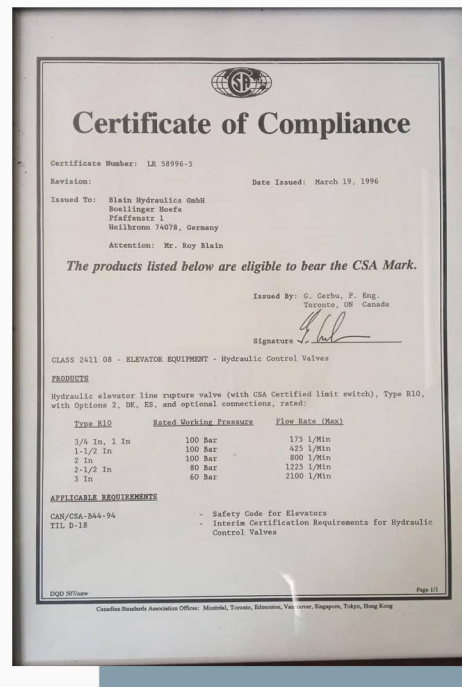 CSA
Certificate of Compliance
Certificate Number: LR 58996-5
Revision: Date Issued: March 19, 1996
Issued To: Blain Hydraulics GmbH
Boellinger Hoefe
Pfaffenstr 1
Heilbronn 74078, Germany
Attention: Mr. Roy Blain
The products listed below are eligible to bear the CSA Mark.
Issued By: G. Cerbu, P. Eng.
Toronto, ON Canada
Signature
CLASS 2411 08 - ELEVATOR EQUIPMENT - Hydraulic Control Valves
PRODUCTS
Hydraulic elevator line rupture valve (with CSA Certified limit switch), Type R10,
with Options 2, DK, ES, and optional connections, rated:
Type R10 Rated Working Pressure Flow Rate (Max)
3/4 In, 1 In 100 Bar 175 l/Min
1-1/2 In 100 Bar 425 l/Min
2 In 100 Bar 800 l/Min
2-1/2 In 80 Bar 1225 l/Min
3 In 60 Bar 2100 l/Min
APPLICABLE REQUIREMENTS
CAN/CSA-B44-94 - Safety Code for Elevators
TIL D-18 - Interim Certification Requirements for Hydraulic
Control Valves
DQD 507/ Page 1/1
Canadian Standards Association Offices: Montréal, Toronto, Edmonton, Vancouver, Singapore, Tokyo, Hong Kong